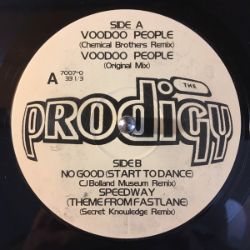 SIDE A
VOODOO PEOPLE
(Chemical Brothers Remix)
VOODOO PEOPLE
(Original Mix)
A
7007-0
33 1 3
THE
PRODIGY
SIDE B
NO GOOD (START TO DANCE)
(CJ Bolland Museum Remix)
SPEEDWAY
(THEME FROM FASTLANE)
(Secret Knowledge Remix)